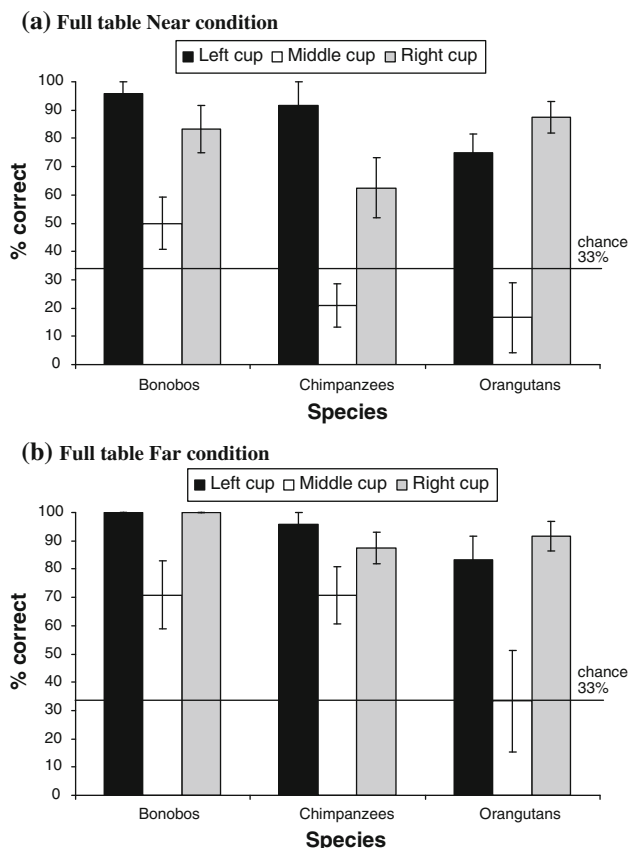 (a) Full table Near condition
Left cup Middle cup Right cup
100
90
80
70
60
50
40
30
20
10
0
% correct
chance
33%
Bonobos Chimpanzees Orangutans
Species
(b) Full table Far condition
Left cup Middle cup Right cup
100
90
80
70
60
50
40
30
20
10
0
% correct
chance
33%
Bonobos Chimpanzees Orangutans
Species